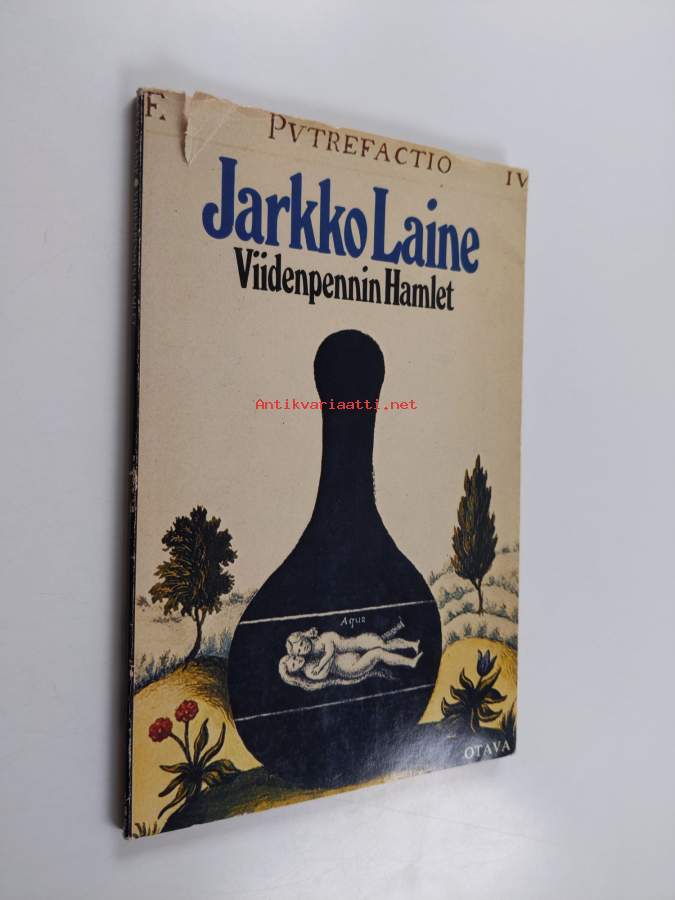 F.
PVTREFACTIO
IV
Jarkko Laine
Viidenpennin Hamlet
Antikvariaatti.net
Aqua
OTAVA